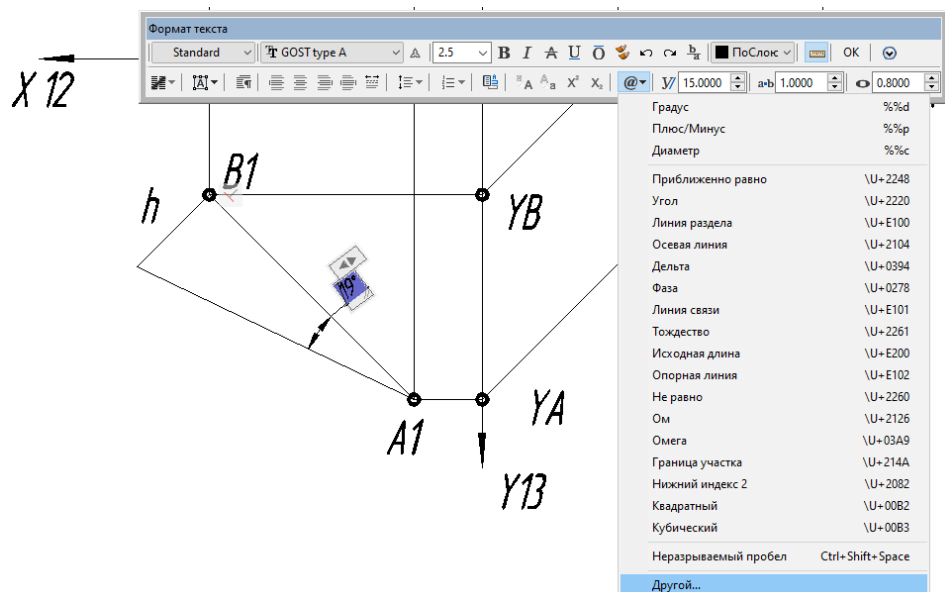 Формат текста
Standard GOST type A 2.5 B I A U O b/a ПоСлою OK
@ 15.0000 a•b 1.0000 0.8000
X 12
Градус %%d
Плюс/Минус %%p
Диаметр %%c
Приближенно равно \U+2248
Угол \U+2220
Линия раздела \U+E100
Осевая линия \U+2104
Дельта \U+0394
Фаза \U+0278
Линия связи \U+E101
Тождество \U+2261
Исходная длина \U+E200
Опорная линия \U+E102
Не равно \U+2260
Ом \U+2126
Омега \U+03A9
Граница участка \U+214A
Нижний индекс 2 \U+2082
Квадратный \U+00B2
Кубический \U+00B3
Неразрываемый пробел Ctrl+Shift+Space
Другой...
B1
h
YB
YA
A1
Y13